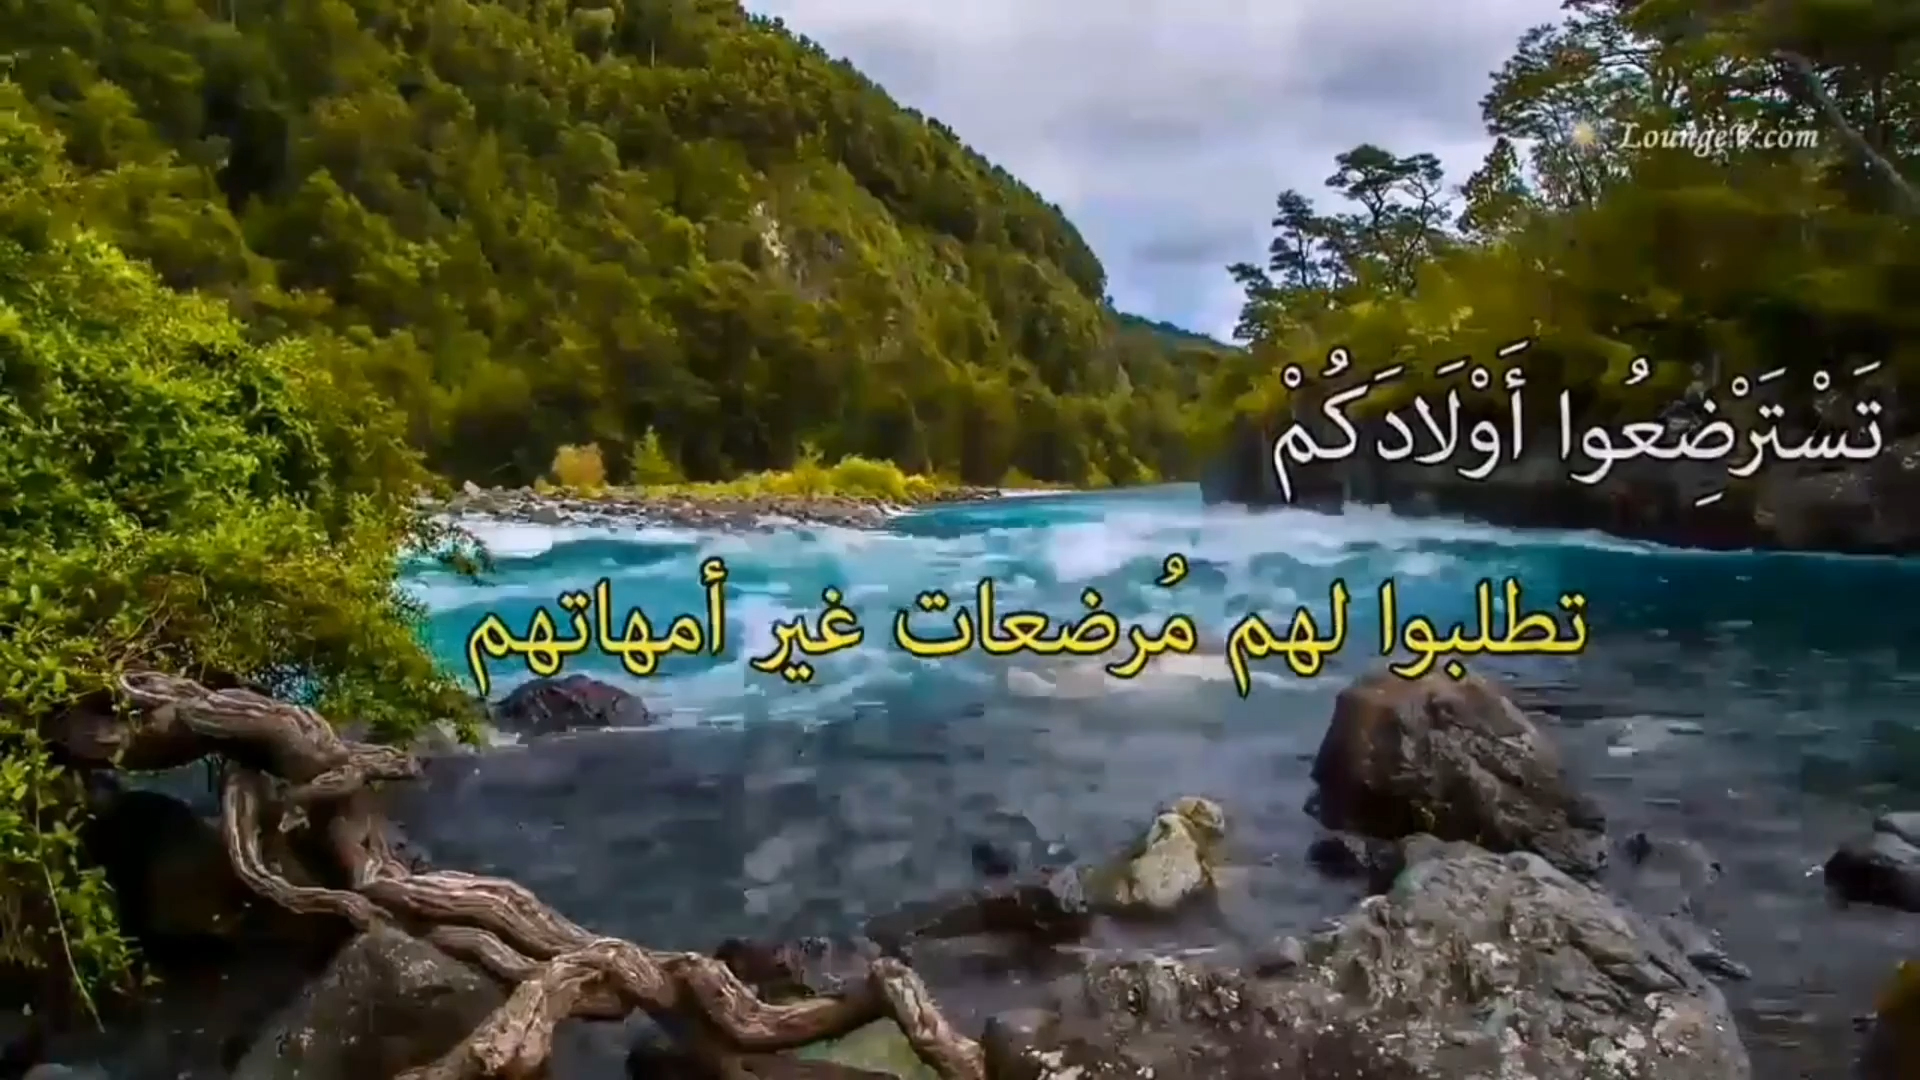 LoungeV.com
تَسْتَرْضِعُوا أَوْلَادَكُمْ
تطلبوا لهم مُرضعات غير أمهاتهم